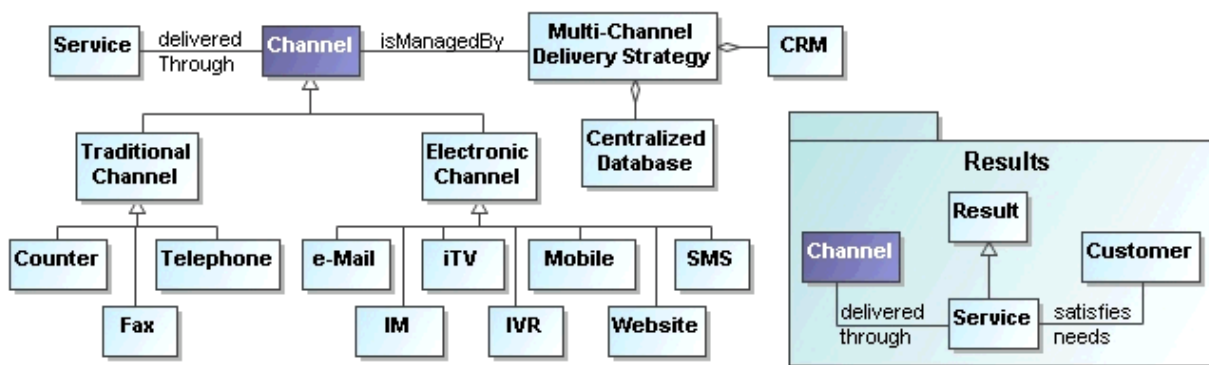 Service
delivered
Through
Channel
isManagedBy
Multi-Channel
Delivery Strategy
CRM
Traditional
Channel
Electronic
Channel
Centralized
Database
Counter
Telephone
Fax
e-Mail
iTV
Mobile
SMS
IM
IVR
Website
Results
Result
Channel
Customer
delivered
through
Service
satisfies
needs